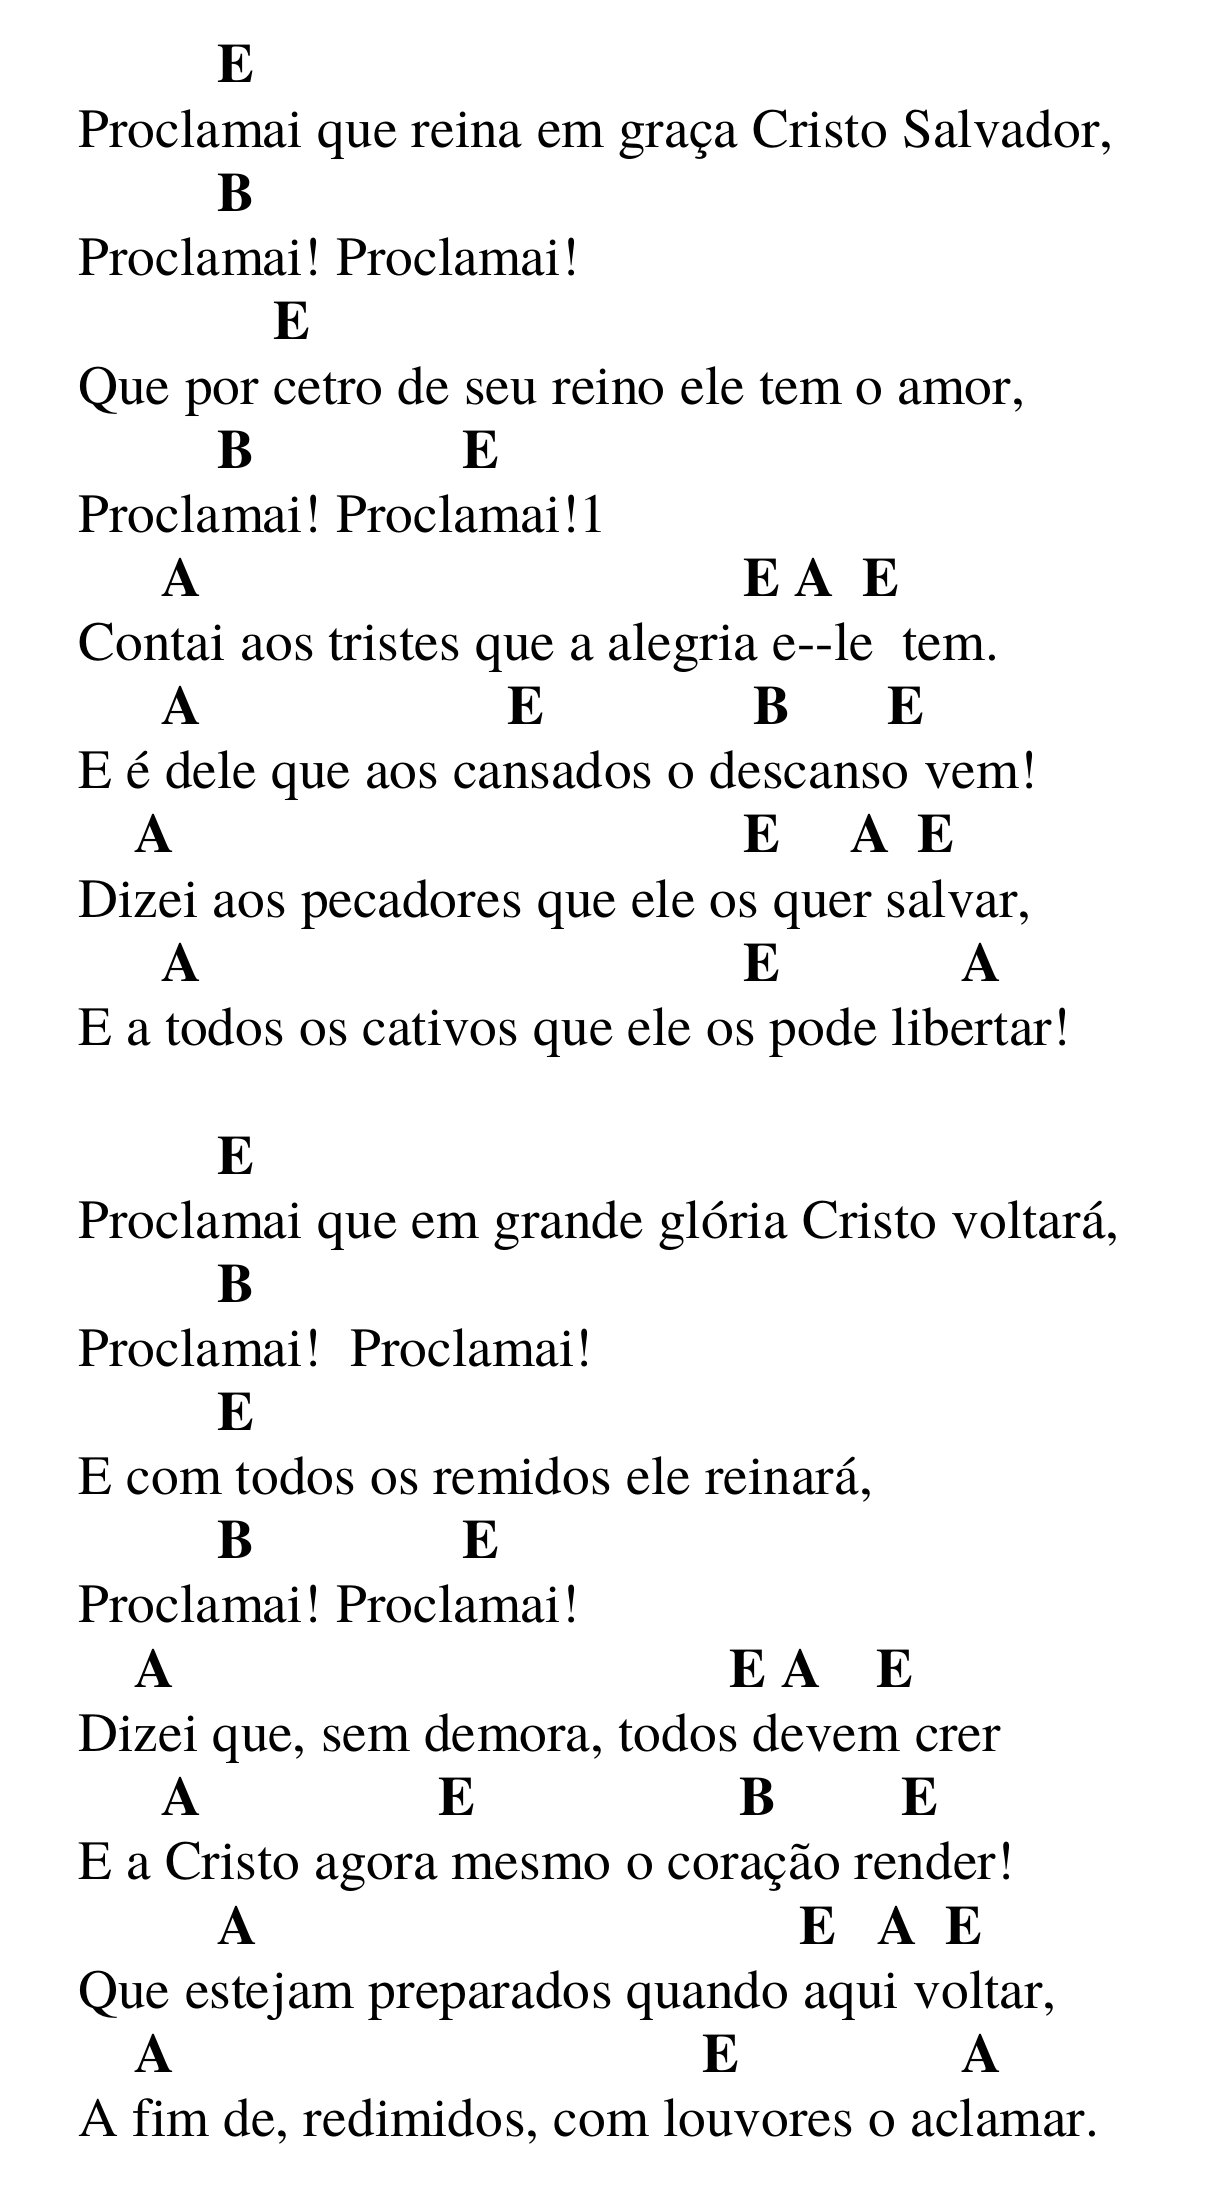 E
Proclamai que reina em graça Cristo Salvador,
B
Proclamai! Proclamai!
E
Que por cetro de seu reino ele tem o amor,
B E
Proclamai! Proclamai!1
A E A E
Contai aos tristes que a alegria e--le tem.
A E B E
E é dele que aos cansados o descanso vem!
A E A E
Dizei aos pecadores que ele os quer salvar,
A E A
E a todos os cativos que ele os pode libertar!

E
Proclamai que em grande glória Cristo voltará,
B
Proclamai! Proclamai!
E
E com todos os remidos ele reinará,
B E
Proclamai! Proclamai!
A E A E
Dizei que, sem demora, todos devem crer
A E B E
E a Cristo agora mesmo o coração render!
A E A E
Que estejam preparados quando aqui voltar,
A E A
A fim de, redimidos, com louvores o aclamar.